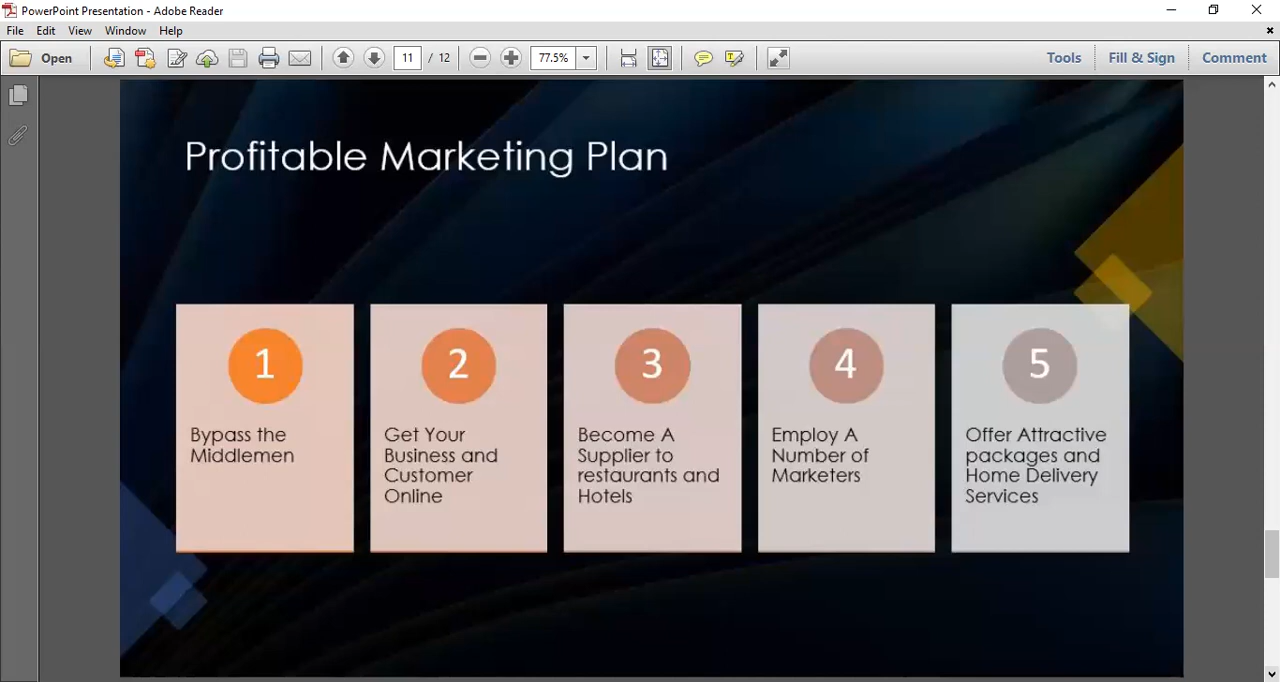 PowerPoint Presentation - Adobe Reader
File Edit View Window Help
Open 11 / 12 77.5% Tools Fill & Sign Comment
Profitable Marketing Plan
1
Bypass the
Middlemen
2
Get Your
Business and
Customer
Online
3
Become A
Supplier to
restaurants and
Hotels
4
Employ A
Number of
Marketers
5
Offer Attractive
packages and
Home Delivery
Services